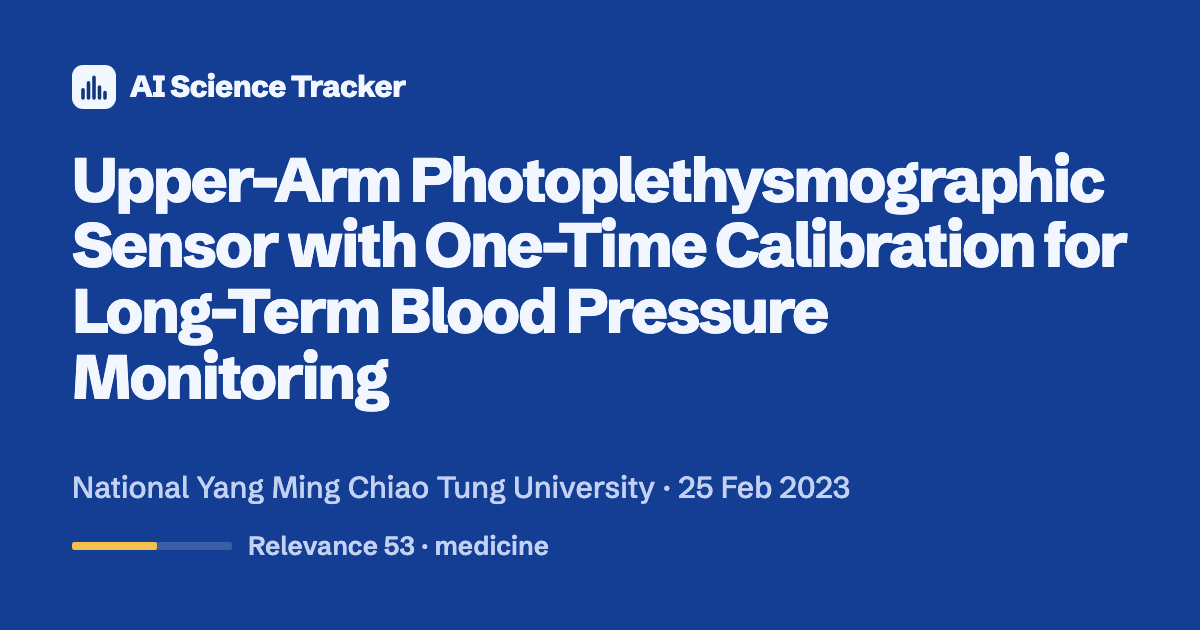 AI Science Tracker
Upper-Arm Photoplethysmographic
Sensor with One-Time Calibration for
Long-Term Blood Pressure
Monitoring
National Yang Ming Chiao Tung University · 25 Feb 2023
Relevance 53 · medicine